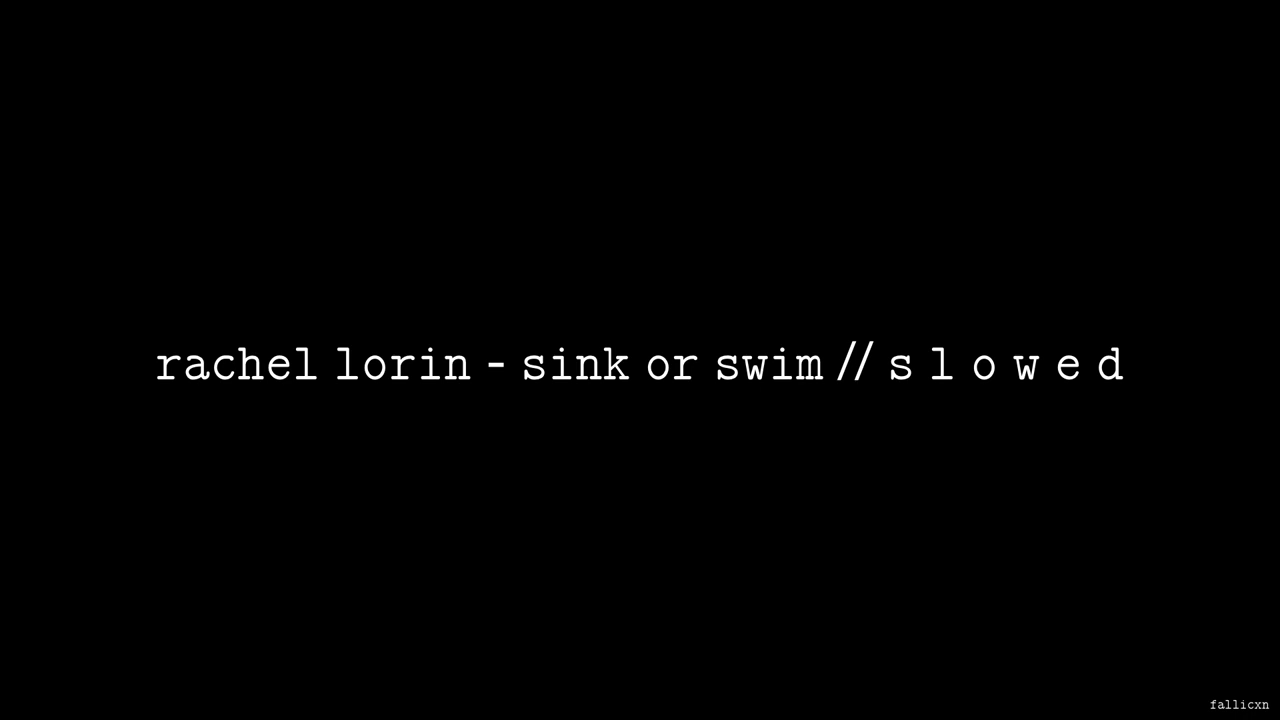 rachel lorin - sink or swim // s l o w e d
fallicxn